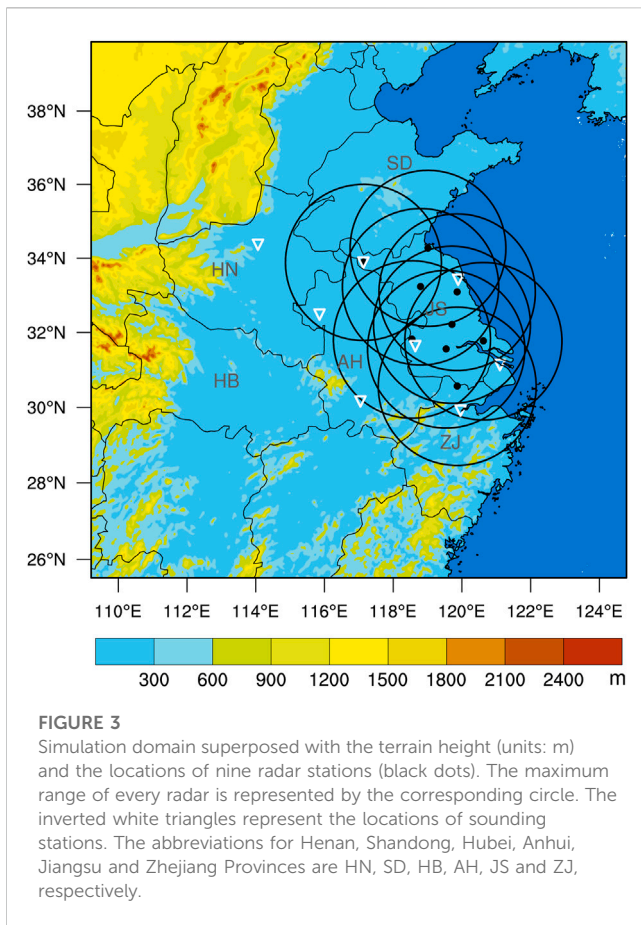 38°N
36°N
34°N
32°N
30°N
28°N
26°N
SD
HN
JS
AH
HB
ZJ
110°E 112°E 114°E 116°E 118°E 120°E 122°E 124°E
300 600 900 1200 1500 1800 2100 2400 m
FIGURE 3
Simulation domain superposed with the terrain height (units: m)
and the locations of nine radar stations (black dots). The maximum
range of every radar is represented by the corresponding circle. The
inverted white triangles represent the locations of sounding
stations. The abbreviations for Henan, Shandong, Hubei, Anhui,
Jiangsu and Zhejiang Provinces are HN, SD, HB, AH, JS and ZJ,
respectively.